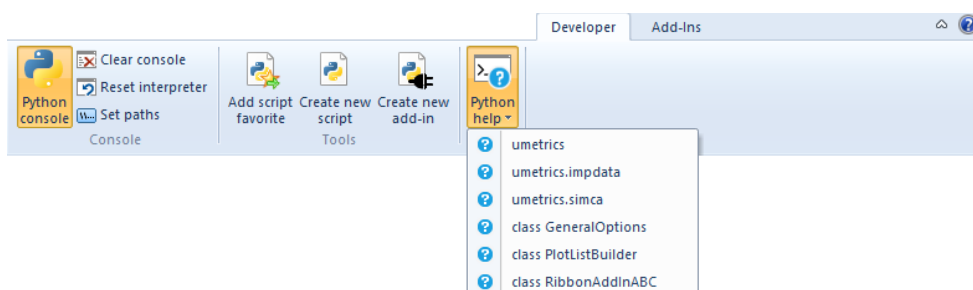 Developer Add-Ins
Clear console
Reset interpreter
Set paths
Python
console
Console
Add script
favorite
Create new
script
Create new
add-in
Tools
Python
help
umetrics
umetrics.impdata
umetrics.simca
class GeneralOptions
class PlotListBuilder
class RibbonAddInABC